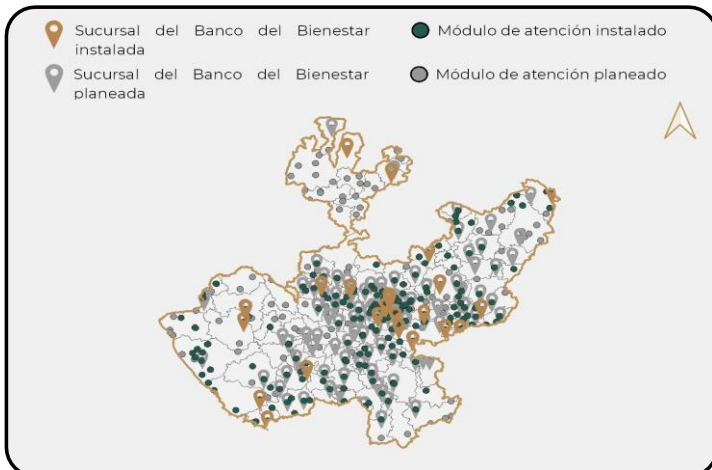 Sucursal del Banco del Bienestar
instalada
Módulo de atención instalado
Sucursal del Banco del Bienestar
planeada
Módulo de atención planeado